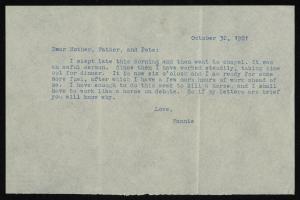 October 30, 1921
Dear Mother, Father, and Pete:
I slept late this morning and then went to chapel. It was
an awful sermon. Since then I have worked steadily, taking time
out for dinner. It is now six o'clock and I am ready for some
more fuel, after which I have a few more hours of work ahead of
me. I have enough to do this week to kill a horse, and I shall
have to work like a horse on debate. So if my letters are brief
you will know why.
Love,
Nannie